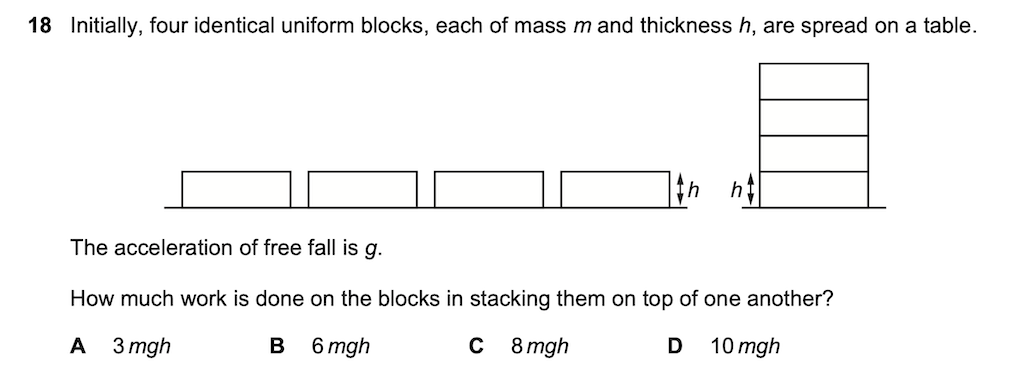 18 Initially, four identical uniform blocks, each of mass m and thickness h, are spread on a table.
h h
The acceleration of free fall is g.
How much work is done on the blocks in stacking them on top of one another?
A 3 mgh B 6 mgh C 8 mgh D 10 mgh